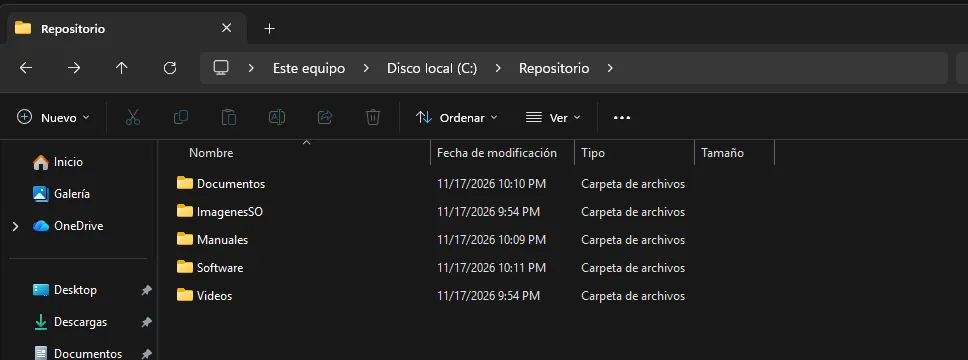 Repositorio
Este equipo > Disco local (C:) > Repositorio >
Nuevo Ordenar Ver ...
Inicio
Galería
OneDrive
Desktop
Descargas
Documentos
Nombre Fecha de modificación Tipo Tamaño
Documentos 11/17/2026 10:10 PM Carpeta de archivos
ImagenesSO 11/17/2026 9:54 PM Carpeta de archivos
Manuales 11/17/2026 10:09 PM Carpeta de archivos
Software 11/17/2026 10:11 PM Carpeta de archivos
Videos 11/17/2026 9:54 PM Carpeta de archivos